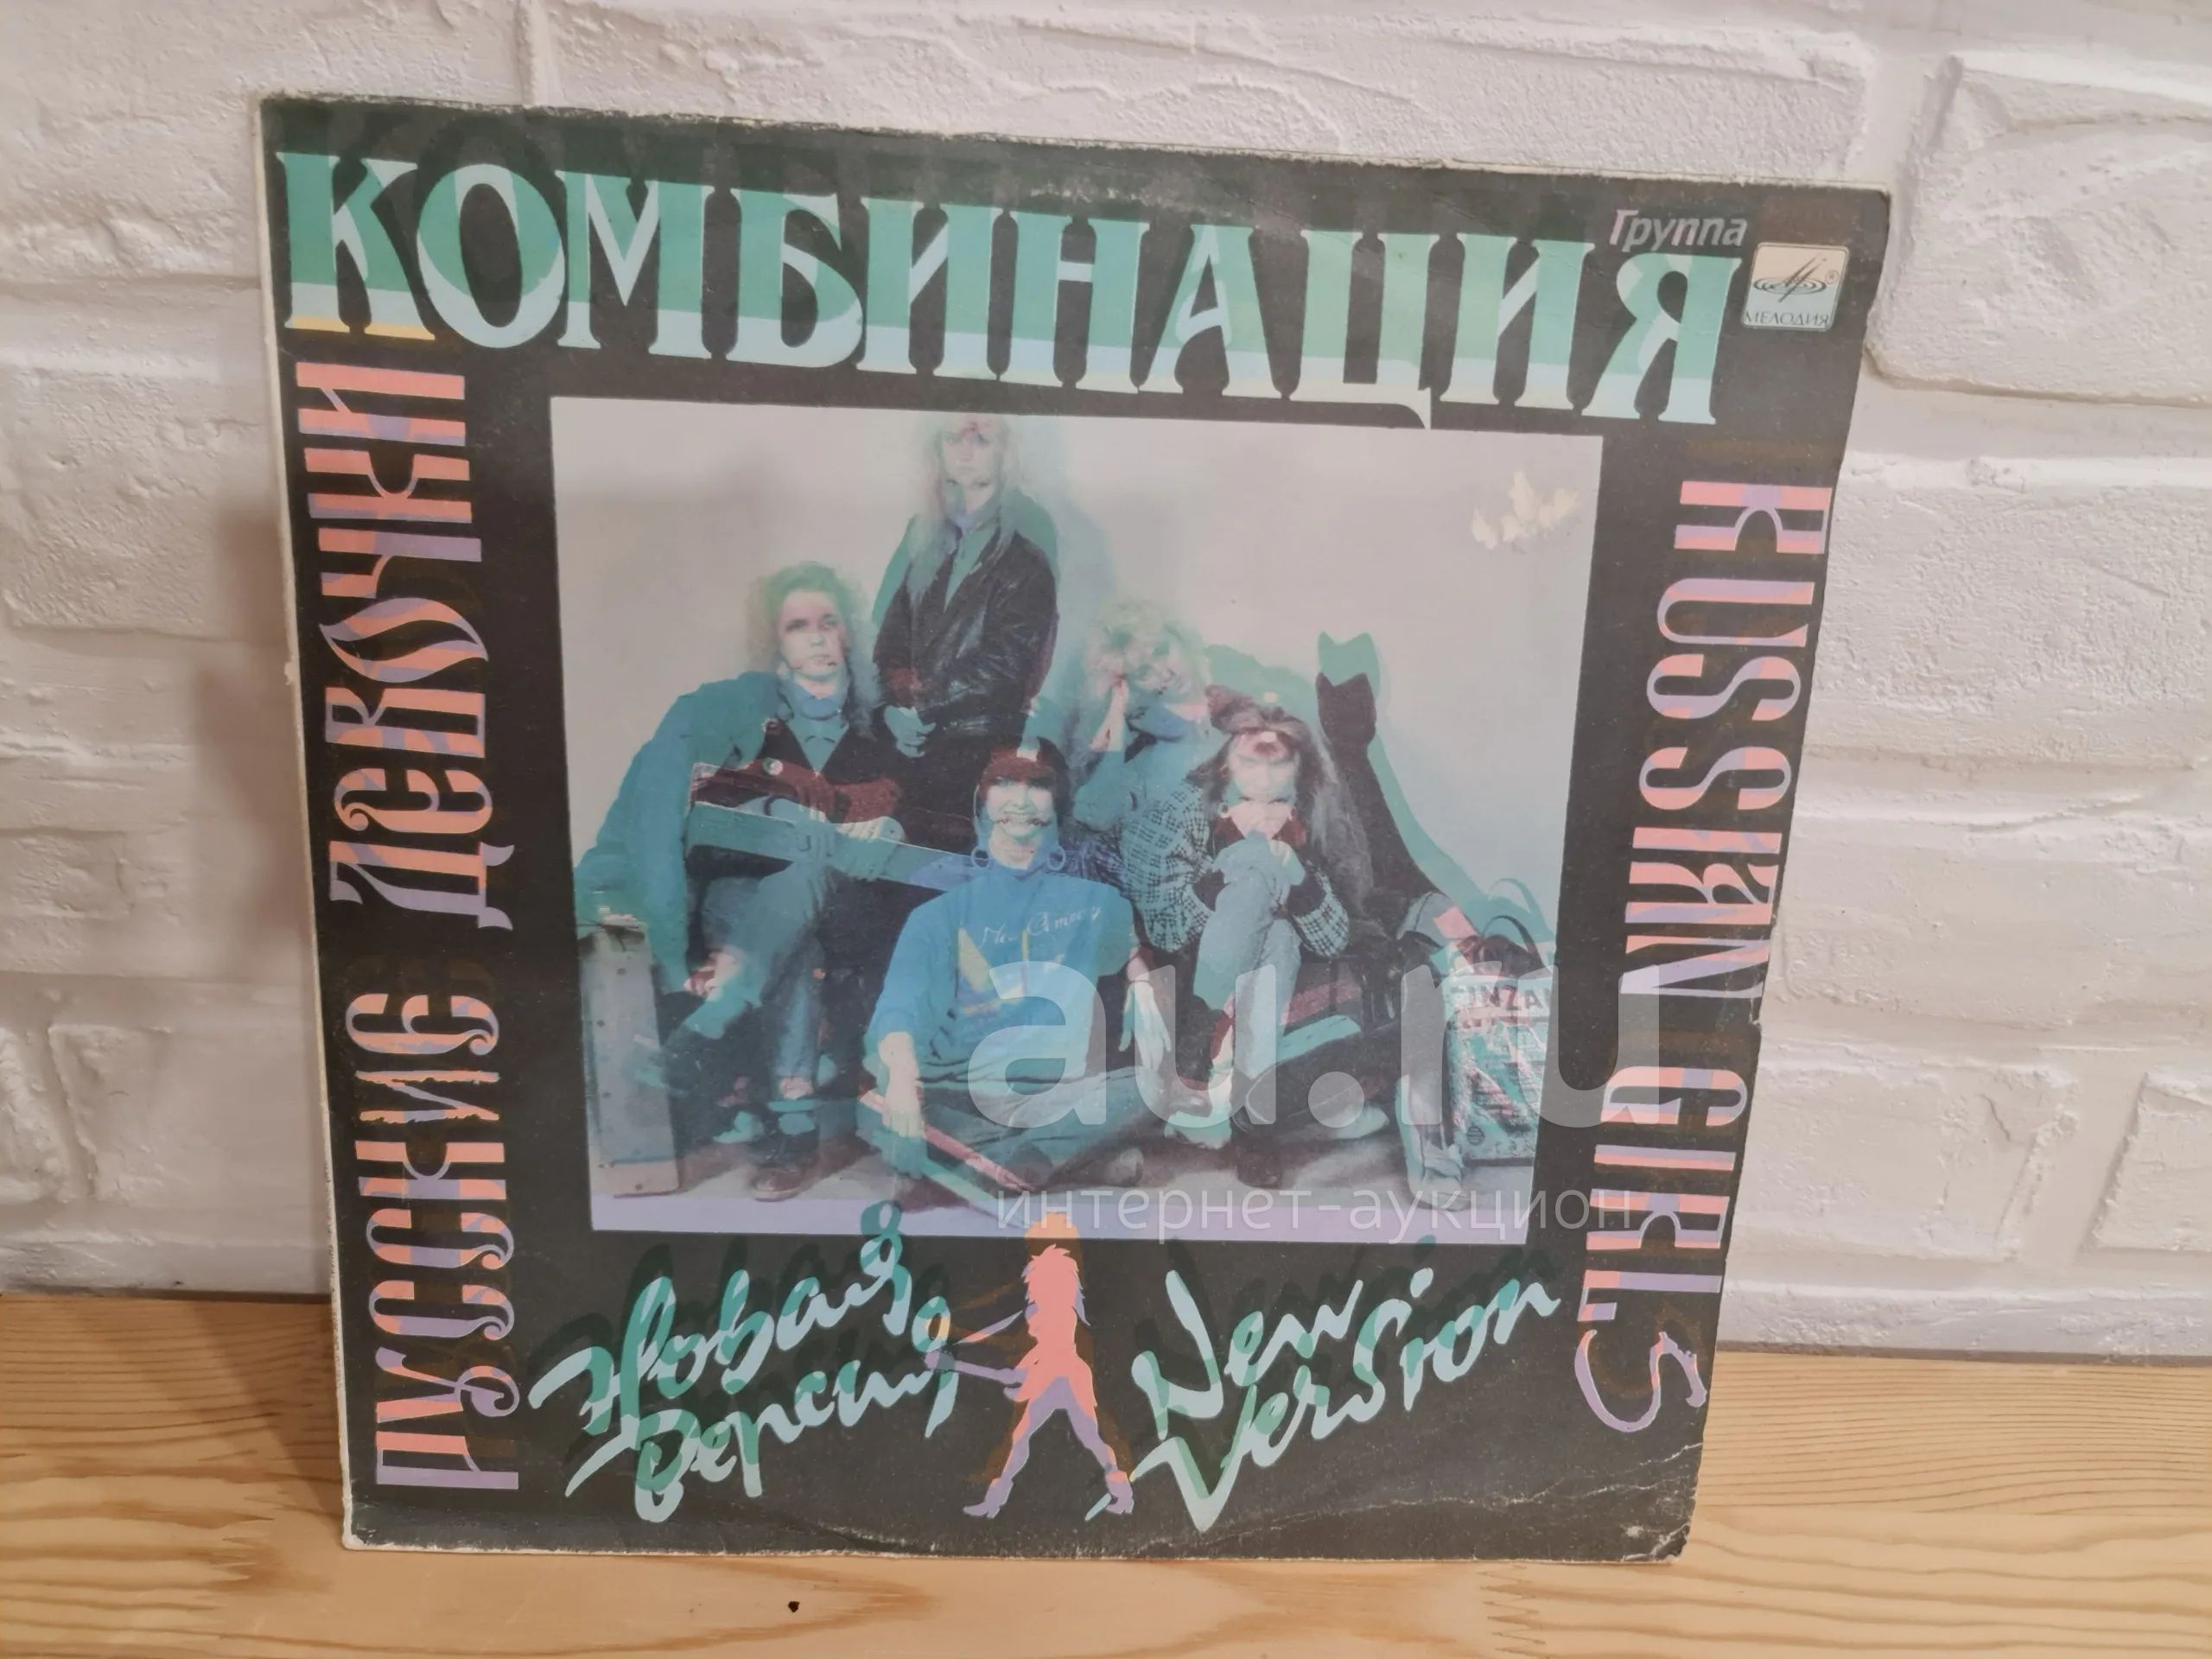 Группа
КОМБИНАЦИЯ
МЕЛОДИЯ
РУССКИЕ ДЕВОЧКИ
RUSSIAN GIRLS
Новая
Версия
New
Version
au.ru
интернет-аукцион